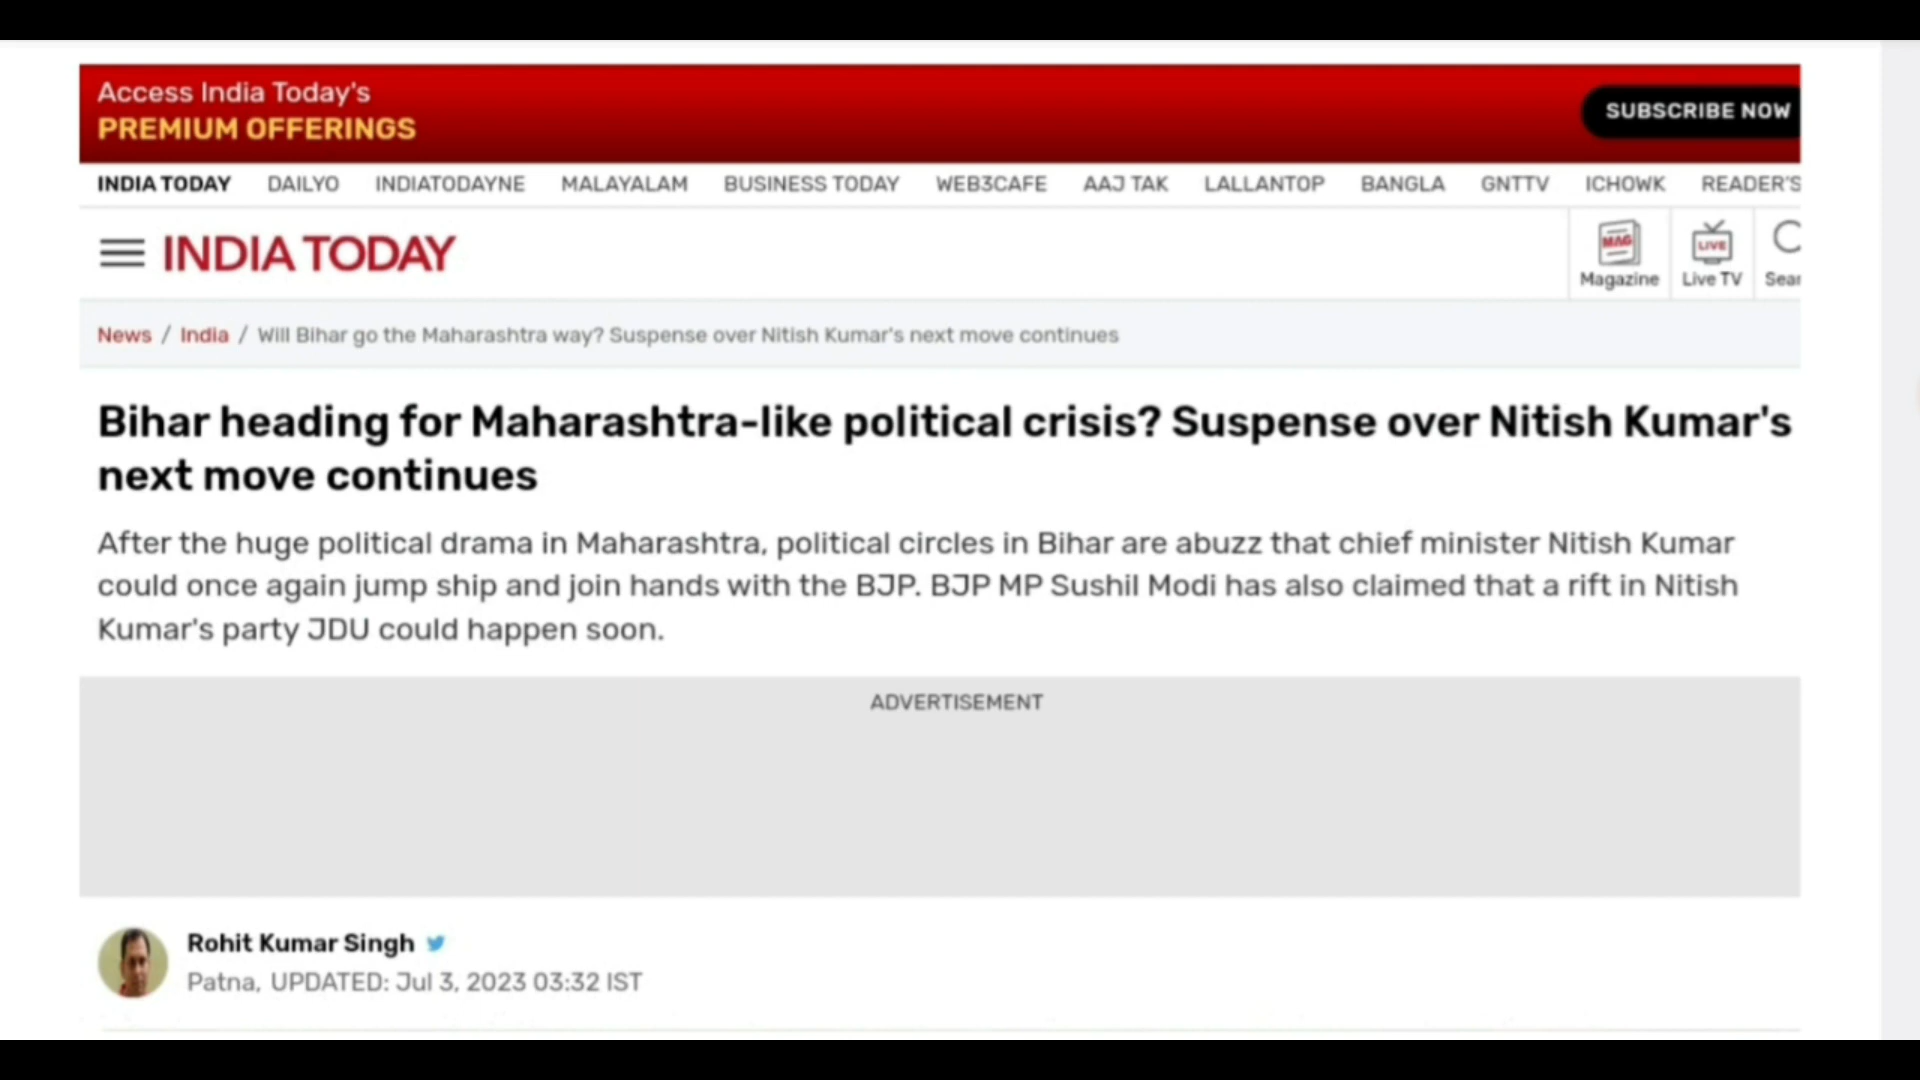 Access India Today's
PREMIUM OFFERINGS
SUBSCRIBE NOW
INDIA TODAY DAILYO INDIATODAYNE MALAYALAM BUSINESS TODAY WEB3CAFE AAJ TAK LALLANTOP BANGLA GNTTV ICHOWK READER'S
INDIA TODAY
MAG
LIVE
Magazine Live TV Sear
News / India / Will Bihar go the Maharashtra way? Suspense over Nitish Kumar's next move continues
Bihar heading for Maharashtra-like political crisis? Suspense over Nitish Kumar's
next move continues
After the huge political drama in Maharashtra, political circles in Bihar are abuzz that chief minister Nitish Kumar
could once again jump ship and join hands with the BJP. BJP MP Sushil Modi has also claimed that a rift in Nitish
Kumar's party JDU could happen soon.
ADVERTISEMENT
Rohit Kumar Singh
Patna, UPDATED: Jul 3, 2023 03:32 IST